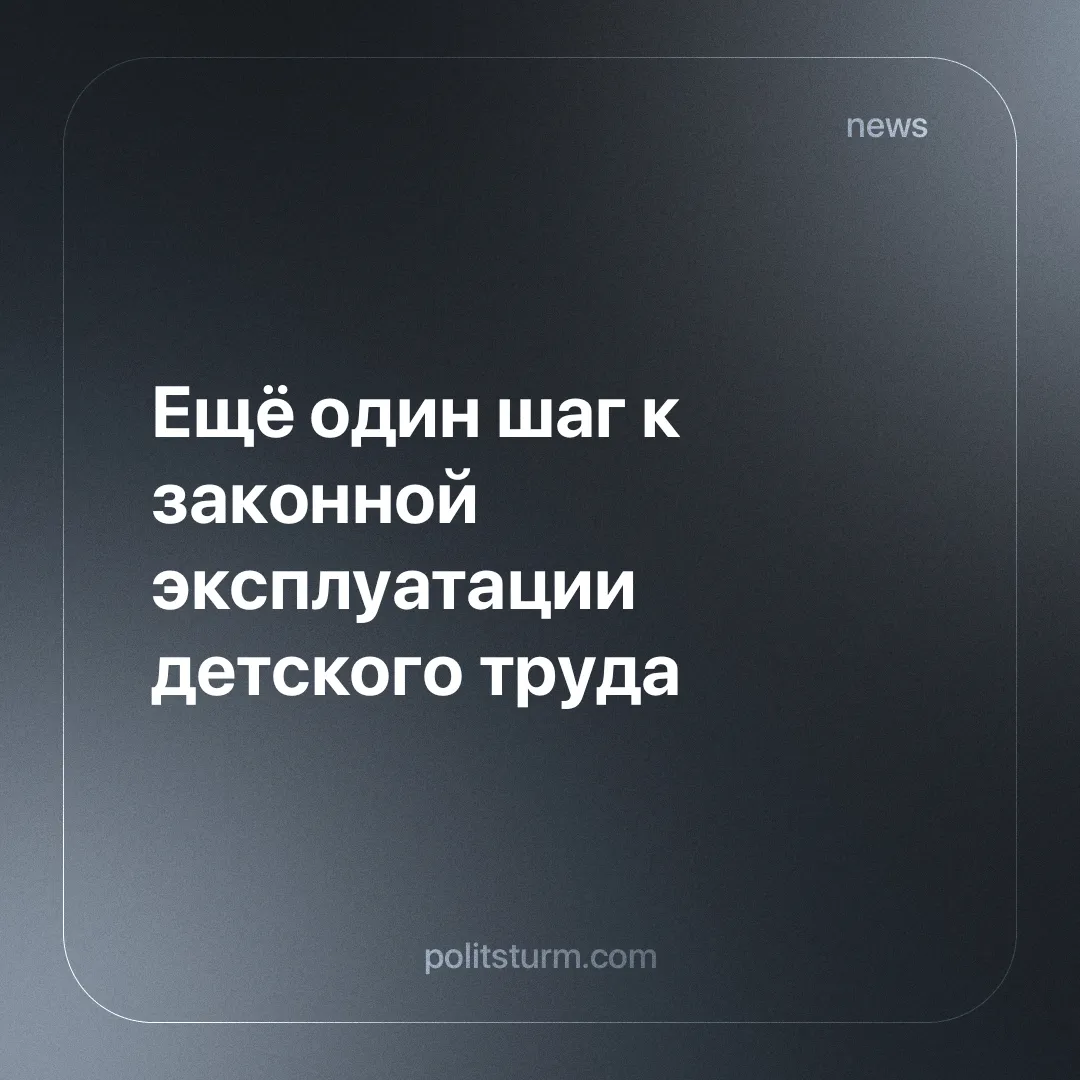 news
Ещё один шаг к
законной
эксплуатации
детского труда
politsturm.com